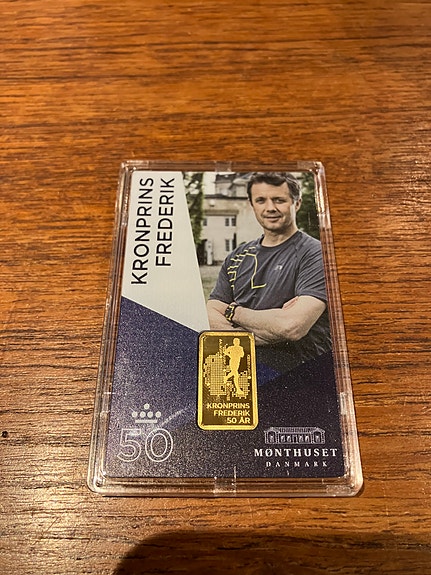 KRONPRINS
FREDERIK
KRONPRINS
FREDERIK
50 ÅR
50
MØNTHUSET
DANMARK